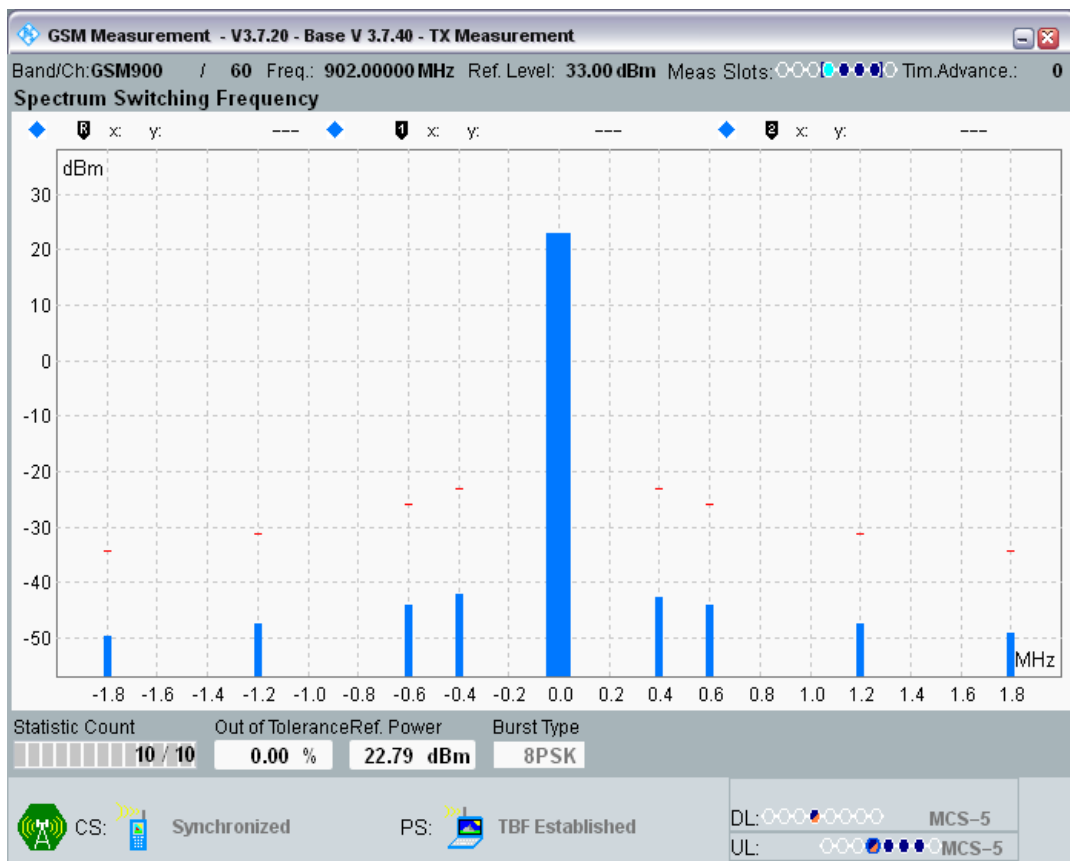 GSM Measurement - V3.7.20 - Base V 3.7.40 - TX Measurement
Band/Ch:GSM900 / 60 Freq.: 902.00000 MHz Ref. Level: 33.00 dBm Meas Slots: Tim.Advance.: 0
Spectrum Switching Frequency
R x: y: --- 1 x: y: --- 2 x: y: ---
dBm
30
20
10
0
-10
-20
-30
-40
-50
MHz
-1.8 -1.6 -1.4 -1.2 -1.0 -0.8 -0.6 -0.4 -0.2 0.0 0.2 0.4 0.6 0.8 1.0 1.2 1.4 1.6 1.8
Statistic Count Out of Tolerance Ref. Power Burst Type
10 / 10 0.00 % 22.79 dBm 8PSK
CS: Synchronized PS: TBF Established
DL: MCS-5
UL: MCS-5